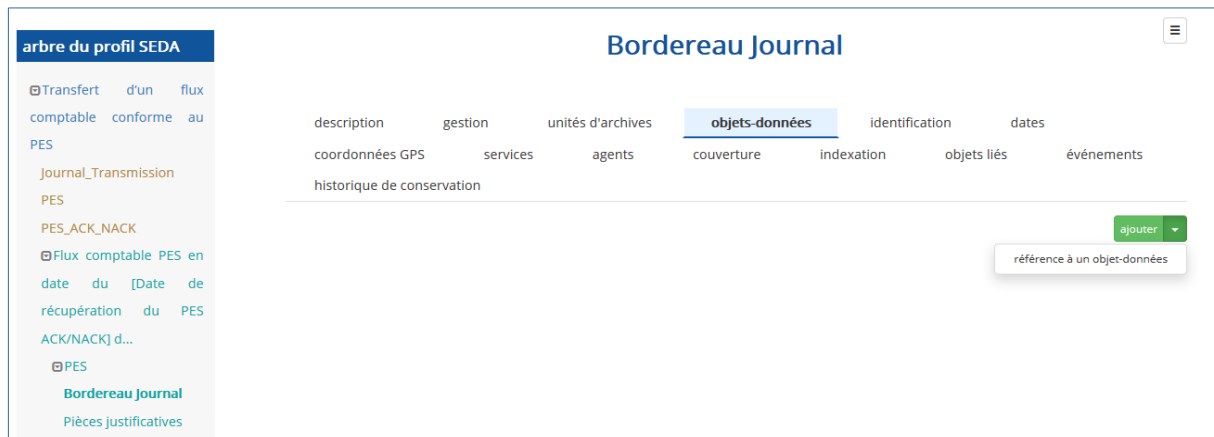 arbre du profil SEDA
Transfert d'un flux
comptable conforme au
PES
Journal_Transmission
PES
PES_ACK_NACK
Flux comptable PES en
date du [Date de
récupération du PES
ACK/NACK] d...
PES
Bordereau Journal
Pièces justificatives
Bordereau Journal
description gestion unités d'archives objets-données identification dates
coordonnées GPS services agents couverture indexation objets liés événements
historique de conservation
ajouter
référence à un objet-données